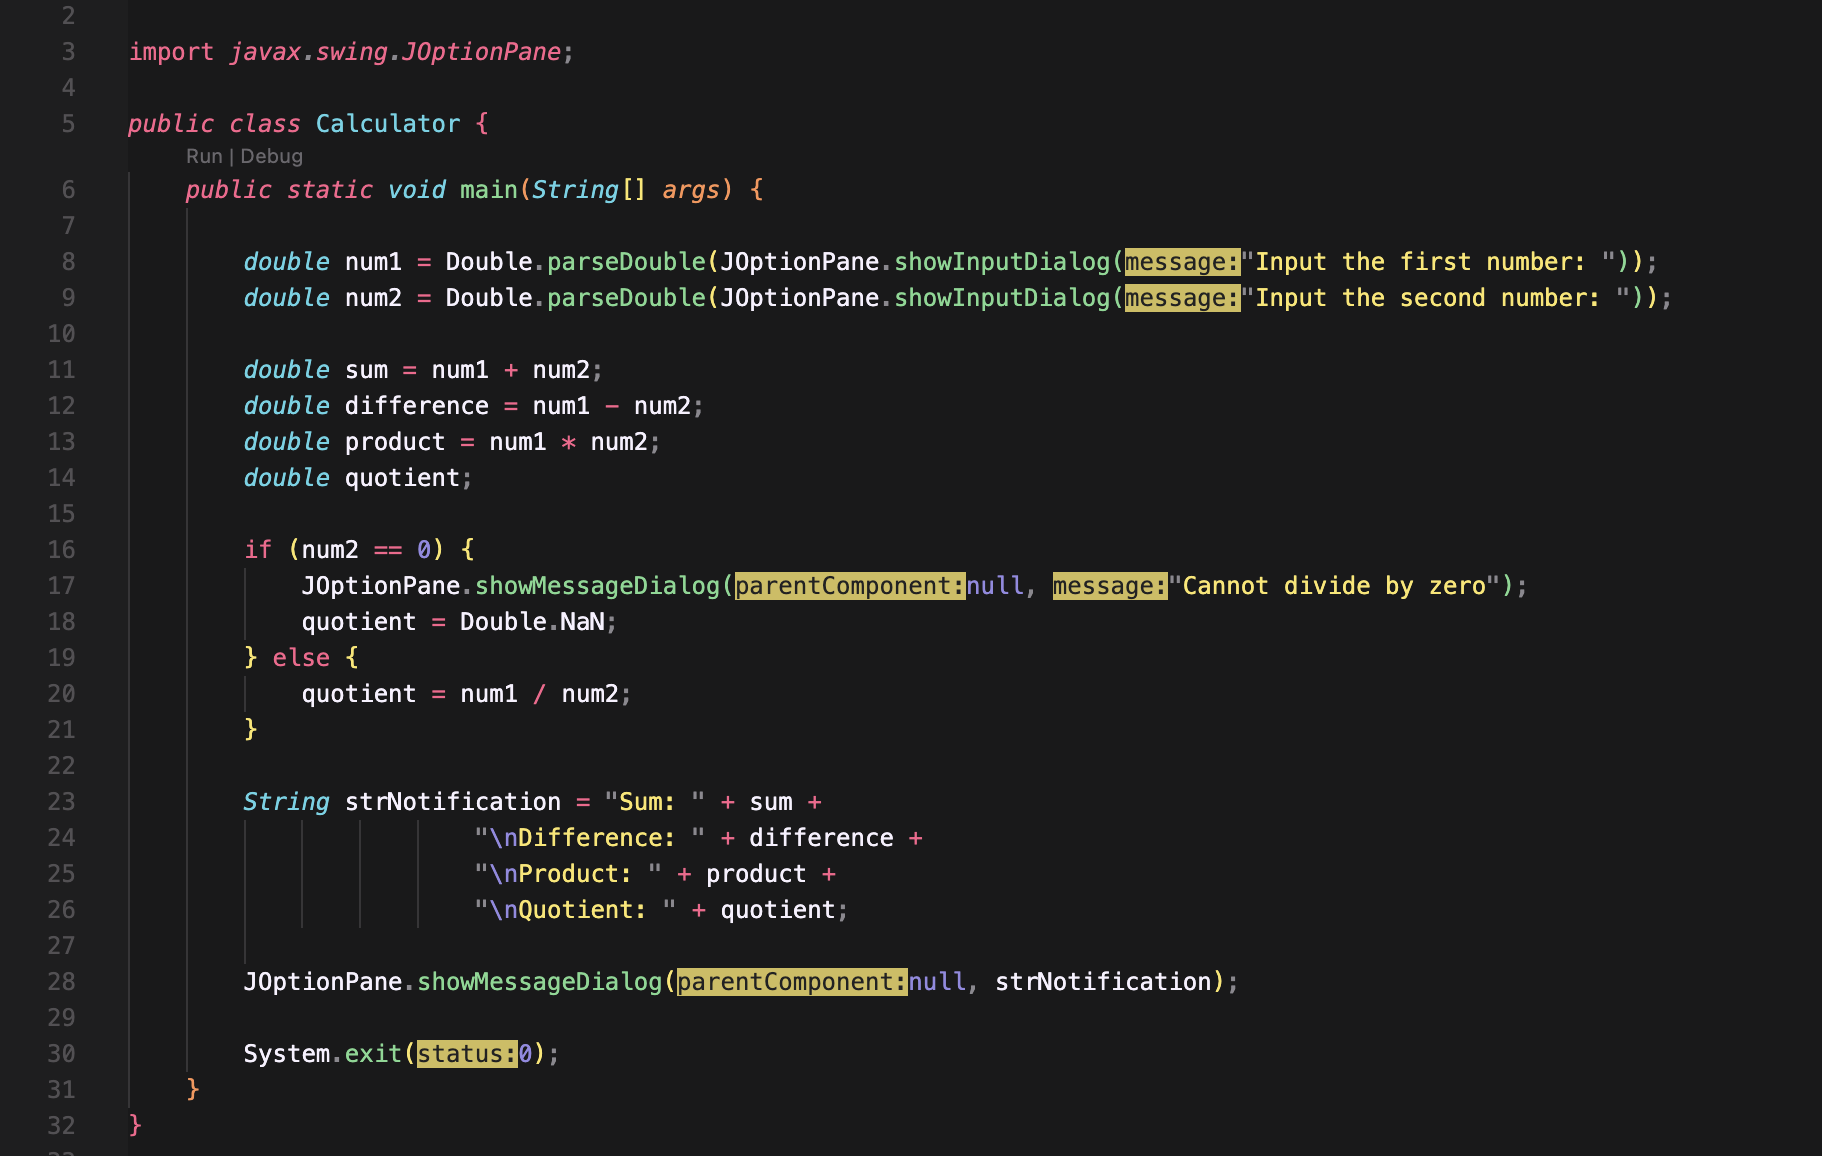 2
3 import javax.swing.JOptionPane;
4
5 public class Calculator {
Run | Debug
6 public static void main(String[] args) {
7
8 double num1 = Double.parseDouble(JOptionPane.showInputDialog(message:"Input the first number: "));
9 double num2 = Double.parseDouble(JOptionPane.showInputDialog(message:"Input the second number: "));
10
11 double sum = num1 + num2;
12 double difference = num1 - num2;
13 double product = num1 * num2;
14 double quotient;
15
16 if (num2 == 0) {
17 JOptionPane.showMessageDialog(parentComponent:null, message:"Cannot divide by zero");
18 quotient = Double.NaN;
19 } else {
20 quotient = num1 / num2;
21 }
22
23 String strNotification = "Sum: " + sum +
24 "\nDifference: " + difference +
25 "\nProduct: " + product +
26 "\nQuotient: " + quotient;
27
28 JOptionPane.showMessageDialog(parentComponent:null, strNotification);
29
30 System.exit(status:0);
31 }
32 }